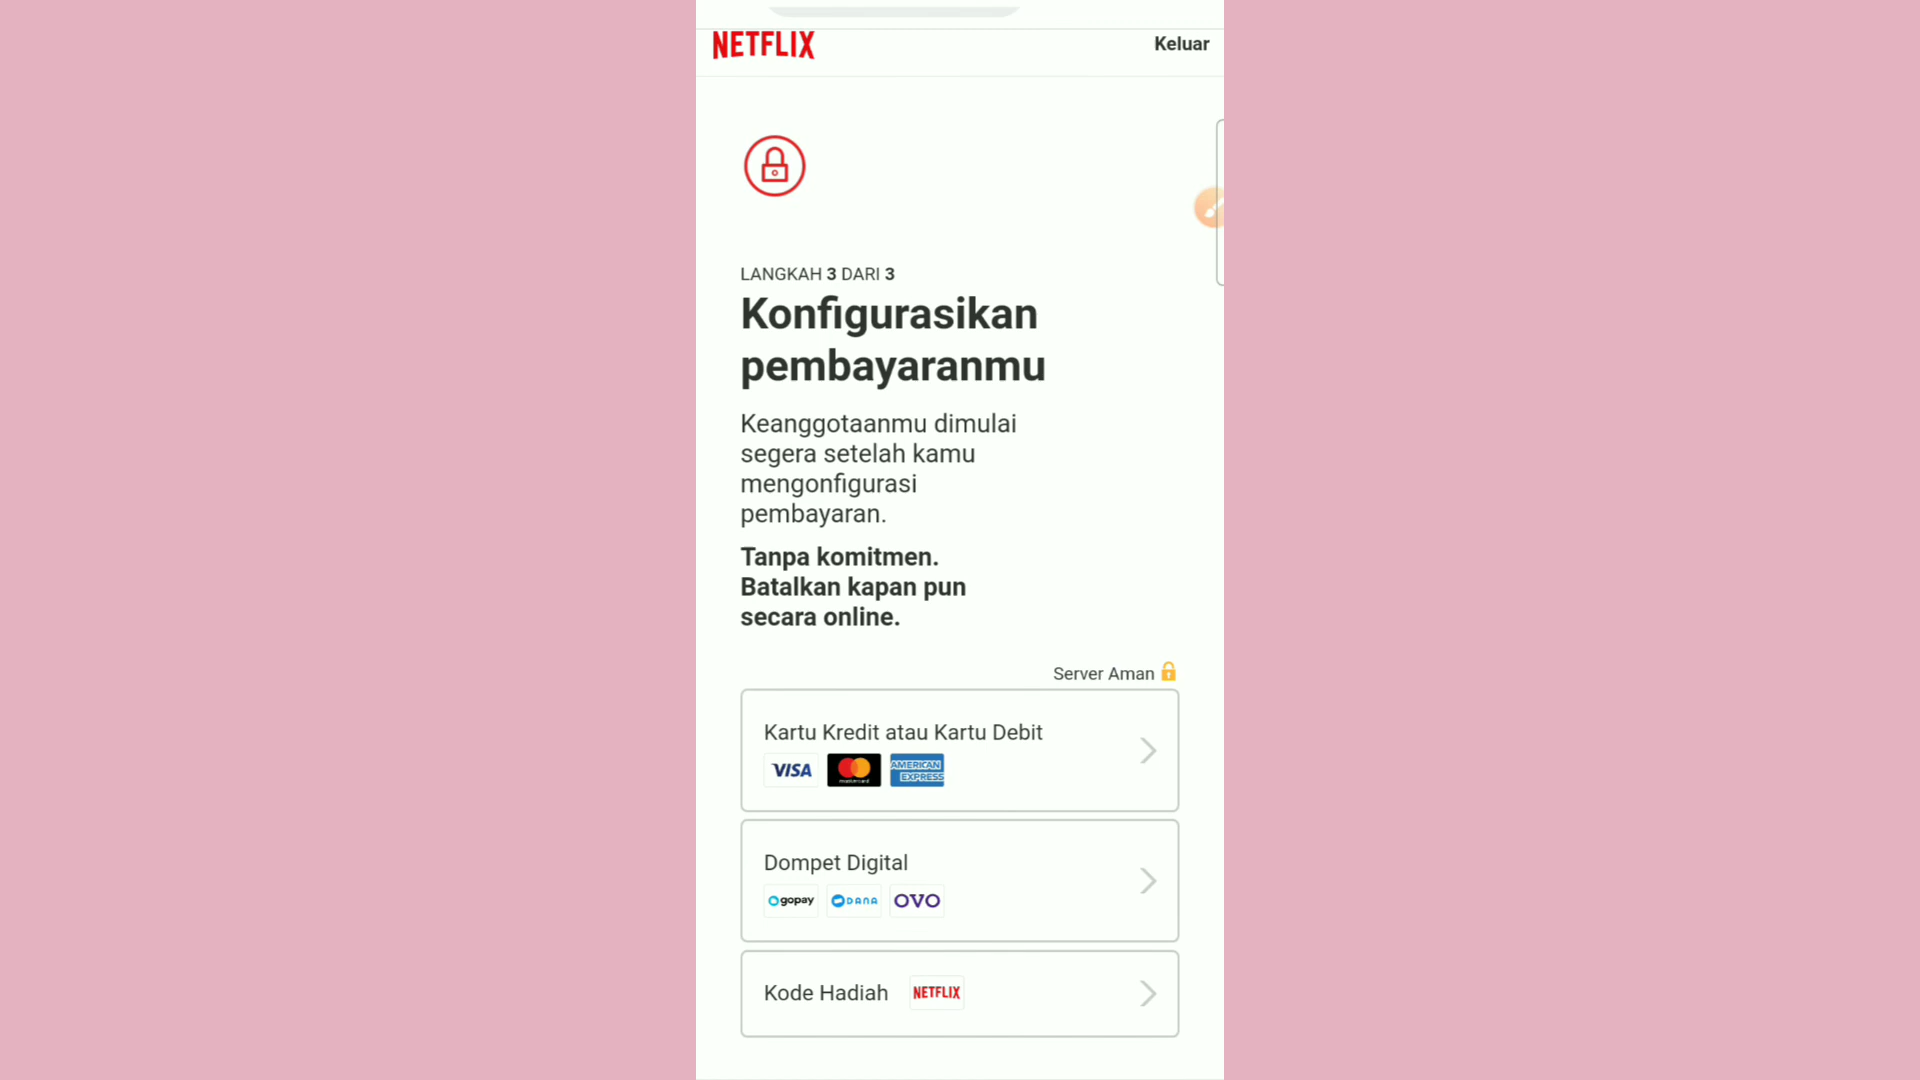 NETFLIX
Keluar
LANGKAH 3 DARI 3
Konfigurasikan
pembayaranmu
Keanggotaanmu dimulai
segera setelah kamu
mengonfigurasi
pembayaran.
Tanpa komitmen.
Batalkan kapan pun
secara online.
Server Aman
Kartu Kredit atau Kartu Debit
VISA mastercard AMERICAN EXPRESS
Dompet Digital
gopay DANA OVO
Kode Hadiah NETFLIX